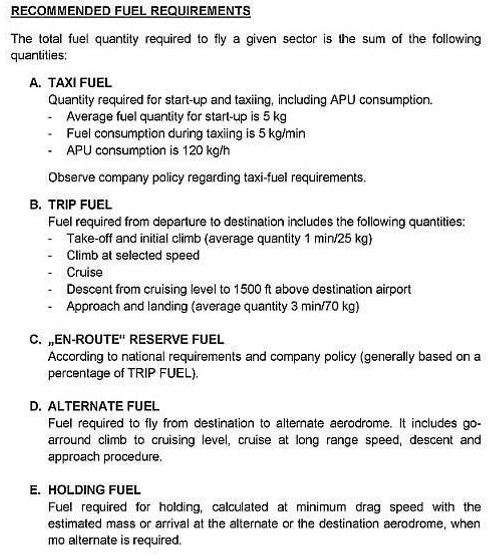 RECOMMENDED FUEL REQUIREMENTS
The total fuel quantity required to fly a given sector is the sum of the following
quantities:
A. TAXI FUEL
Quantity required for start-up and taxiing, including APU consumption.
- Average fuel quantity for start-up is 5 kg
- Fuel consumption during taxiing is 5 kg/min
- APU consumption is 120 kg/h
Observe company policy regarding taxi-fuel requirements.
B. TRIP FUEL
Fuel required from departure to destination includes the following quantities:
- Take-off and initial climb (average quantity 1 min/25 kg)
- Climb at selected speed
- Cruise
- Descent from cruising level to 1500 ft above destination airport
- Approach and landing (average quantity 3 min/70 kg)
C. „EN-ROUTE" RESERVE FUEL
According to national requirements and company policy (generally based on a
percentage of TRIP FUEL).
D. ALTERNATE FUEL
Fuel required to fly from destination to alternate aerodrome. It includes go-
arround climb to cruising level, cruise at long range speed, descent and
approach procedure.
E. HOLDING FUEL
Fuel required for holding, calculated at minimum drag speed with the
estimated mass or arrival at the alternate or the destination aerodrome, when
mo alternate is required.